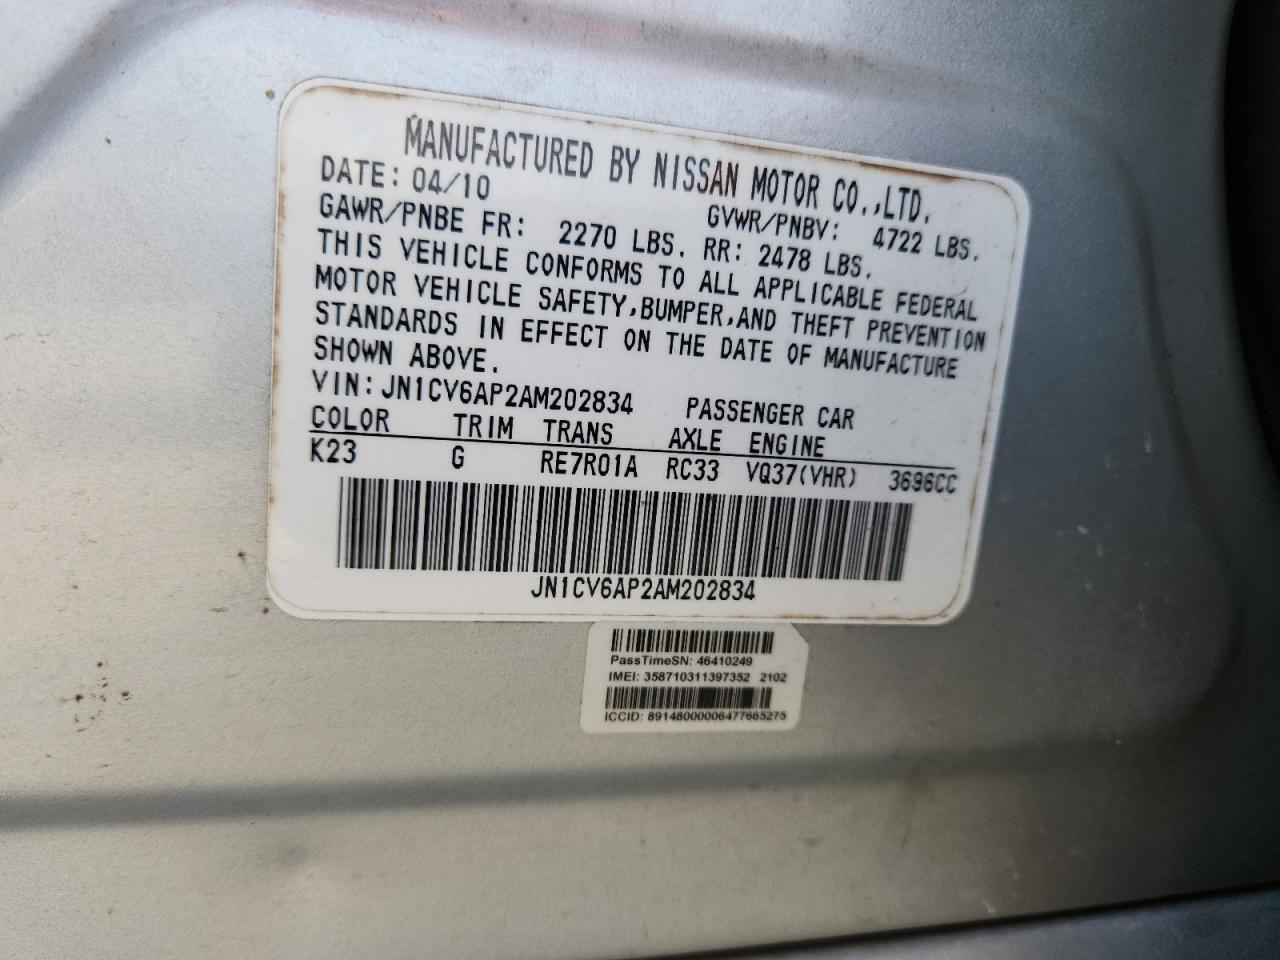 MANUFACTURED BY NISSAN MOTOR CO.,LTD.
DATE: 04/10 GVWR/PNBV: 4722 LBS.
GAWR/PNBE FR: 2270 LBS. RR: 2478 LBS.
THIS VEHICLE CONFORMS TO ALL APPLICABLE FEDERAL
MOTOR VEHICLE SAFETY,BUMPER,AND THEFT PREVENTION
STANDARDS IN EFFECT ON THE DATE OF MANUFACTURE
SHOWN ABOVE.
VIN: JN1CV6AP2AM202834 PASSENGER CAR
COLOR TRIM TRANS AXLE ENGINE
K23 G RE7R01A RC33 VQ37(VHR) 3696CC
JN1CV6AP2AM202834
PassTimeSN: 46410249
IMEI: 358710311397352 2102
ICCID: 89148000006477665275